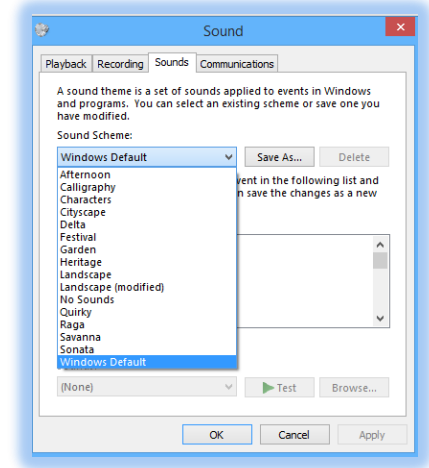 Sound
Playback Recording Sounds Communications
A sound theme is a set of sounds applied to events in Windows
and programs. You can select an existing scheme or save one you
have modified.
Sound Scheme:
Windows Default Save As... Delete
Afternoon
Calligraphy
Characters
Cityscape
Delta
Festival
Garden
Heritage
Landscape
Landscape (modified)
No Sounds
Quirky
Raga
Savanna
Sonata
Windows Default
vent in the following list and
n save the changes as a new
(None) Test Browse...
OK Cancel Apply